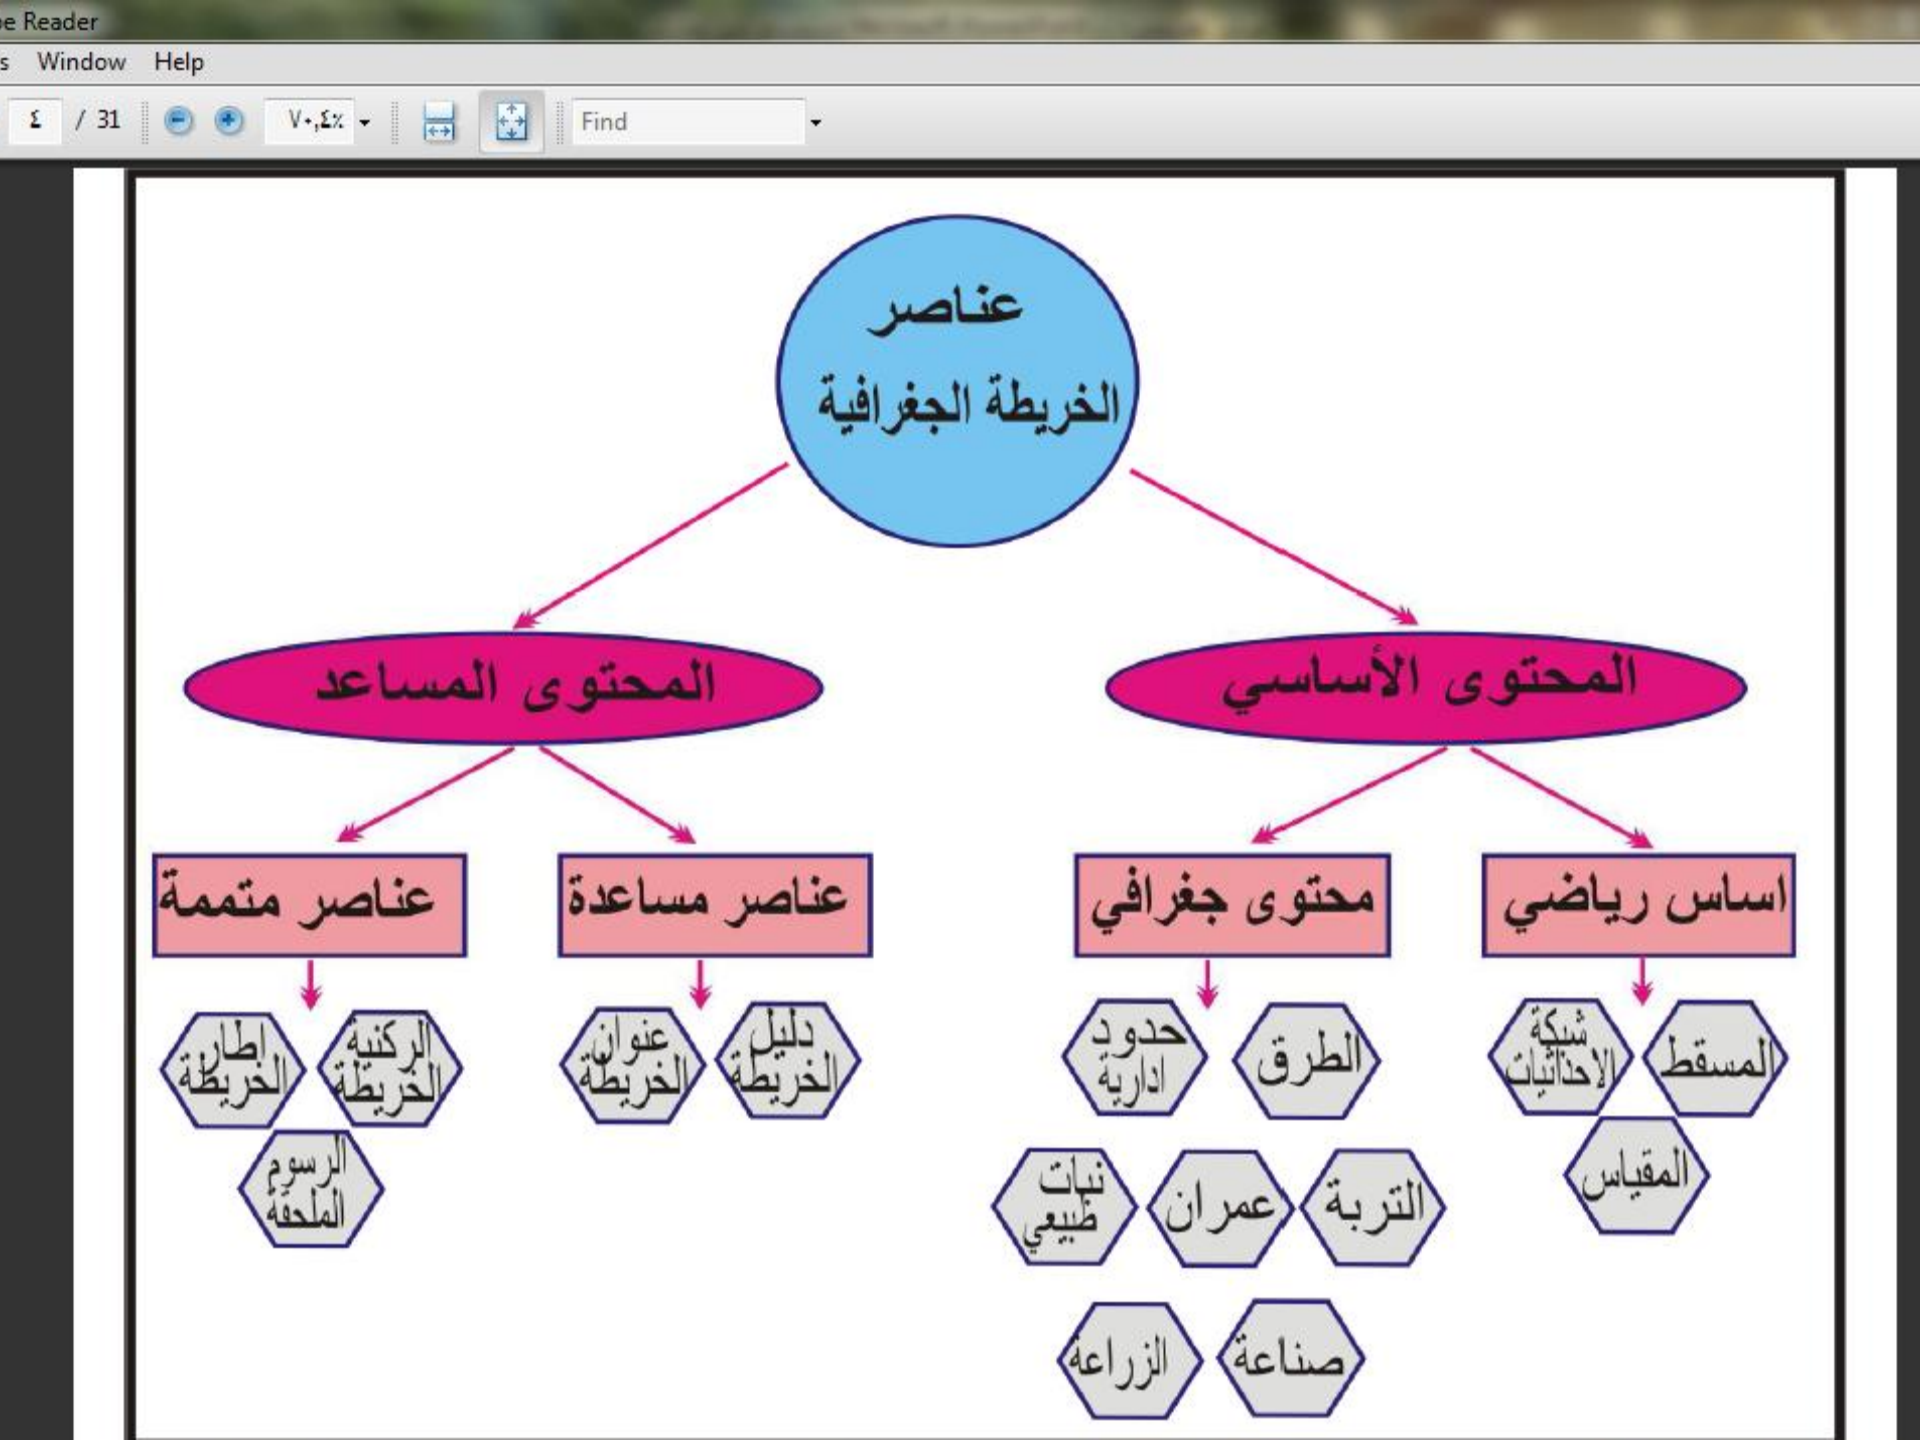 be Reader
s Window Help
٤ / 31 ٧٠,٤٪ Find
عناصر
الخريطة الجغرافية
المحتوى الأساسي
المحتوى المساعد
اساس رياضي
محتوى جغرافي
عناصر مساعدة
عناصر متممة
المسقط
شبكة
الاحداثيات
المقياس
الطرق
حدود
ادارية
التربة
عمران
نبات
طبيعي
صناعة
الزراعة
دليل
الخريطة
عنوان
الخريطة
الركنية
الخريطة
اطار
الخريطة
الرسوم
الملحقة